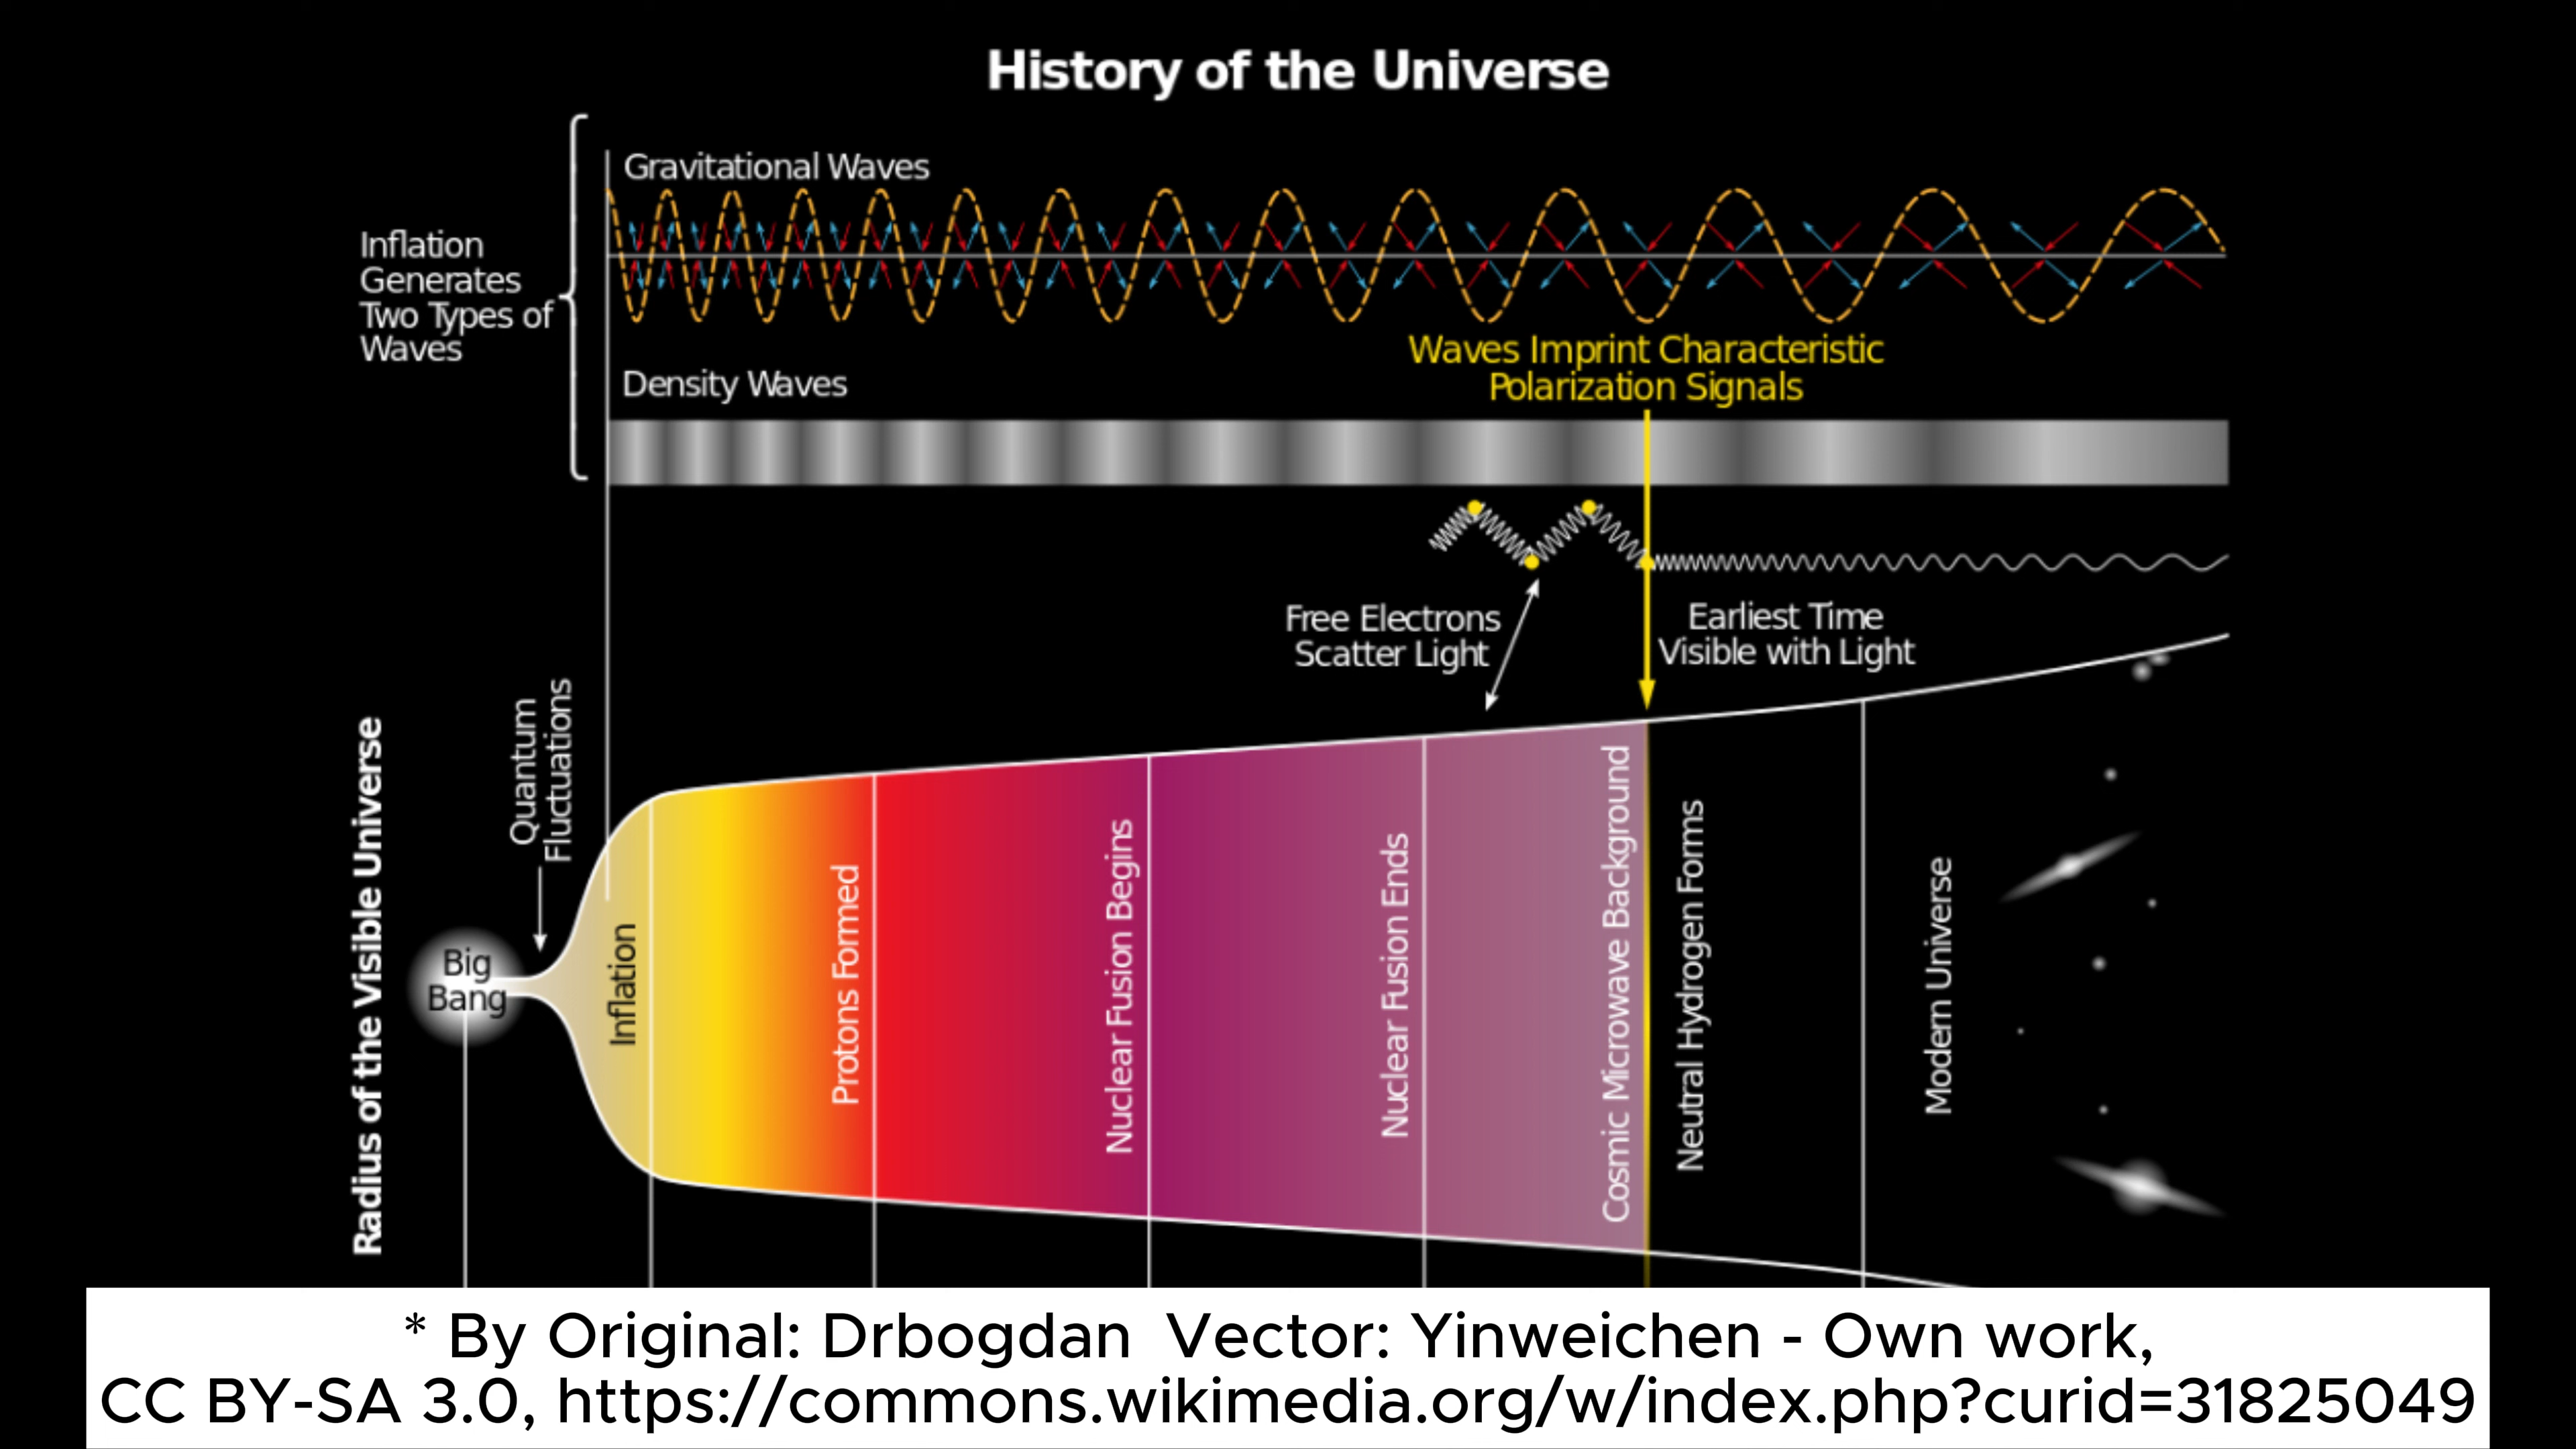 History of the Universe
Gravitational Waves
Inflation
Generates
Two Types of
Waves
Waves Imprint Characteristic
Polarization Signals
Density Waves
Free Electrons
Scatter Light
Earliest Time
Visible with Light
Radius of the Visible Universe
Quantum
Fluctuations
Big
Bang
Inflation
Protons Formed
Nuclear Fusion Begins
Nuclear Fusion Ends
Cosmic Microwave Background
Neutral Hydrogen Forms
Modern Universe
* By Original: Drbogdan  Vector: Yinweichen - Own work,
CC BY-SA 3.0, https://commons.wikimedia.org/w/index.php?curid=31825049